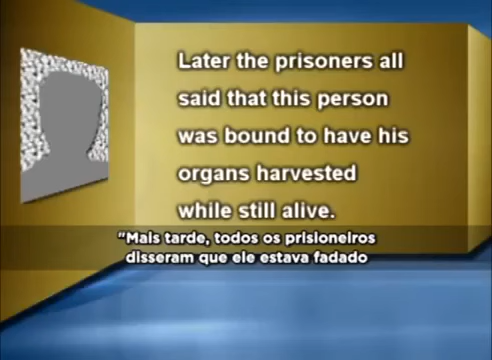 Later the prisoners all
said that this person
was bound to have his
organs harvested
while still alive.
"Mais tarde, todos os prisioneiros
disseram que ele estava fadado